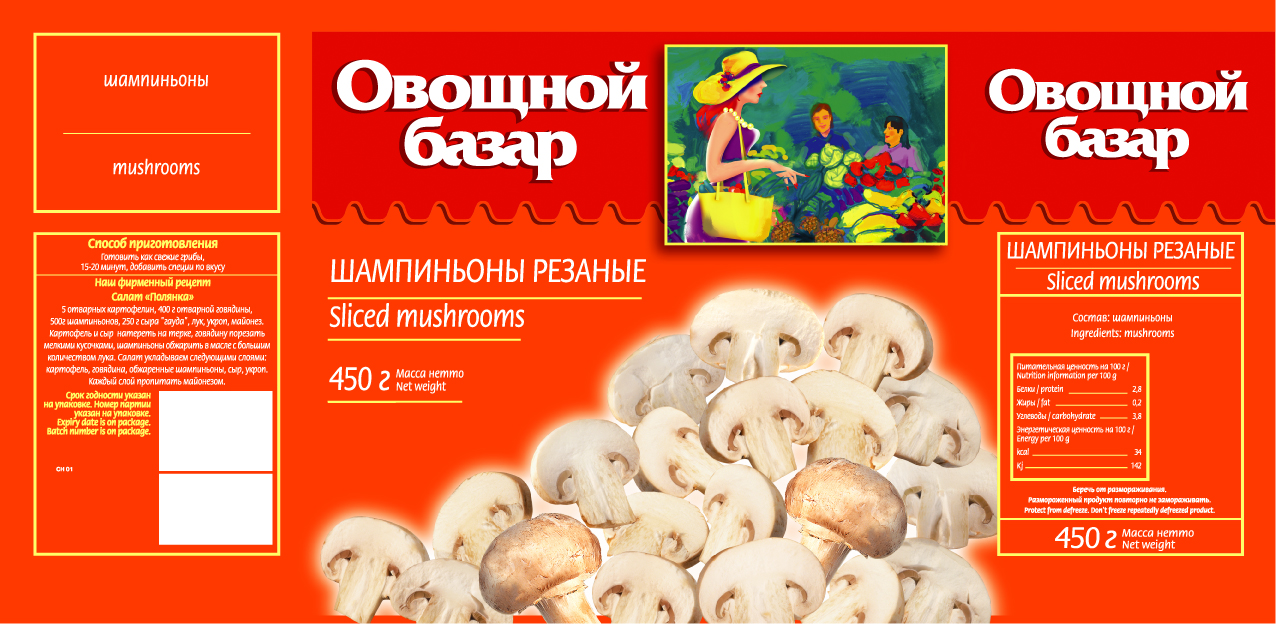 шампиньоны
mushrooms
Способ приготовления
Готовить как свежие грибы,
15-20 минут, добавить специи по вкусу
Наш фирменный рецепт
Салат «Полянка»
5 отварных картофелин, 400 г отварной говядины,
500г шампиньонов, 250 г сыра "гауда", лук, укроп, майонез.
Картофель и сыр натереть на терке, говядину порезать
мелкими кусочками, шампиньоны обжарить в масле с большим
количеством лука. Салат укладываем следующими слоями:
картофель, говядина, обжаренные шампиньоны, сыр, укроп.
Каждый слой пропитать майонезом.
Срок годности указан
на упаковке. Номер партии
указан на упаковке.
Expiry date is on package.
Batch number is on package.
CH 01
Овощной
базар
ШАМПИНЬОНЫ РЕЗАНЫЕ
Sliced mushrooms
450 г Масса нетто
Net weight
Овощной
базар
ШАМПИНЬОНЫ РЕЗАНЫЕ
Sliced mushrooms
Состав: шампиньоны
Ingredients: mushrooms
Питательная ценность на 100 г /
Nutrition information per 100 g
Белки / protein 2,8
Жиры / fat 0,2
Углеводы / carbohydrate 3,8
Энергетическая ценность на 100 г /
Energy per 100 g
kcal 34
Kj 142
Беречь от размораживания.
Размороженный продукт повторно не замораживать.
Protect from defreeze. Don't freeze repeatedly defreezed product.
450 г Масса нетто
Net weight